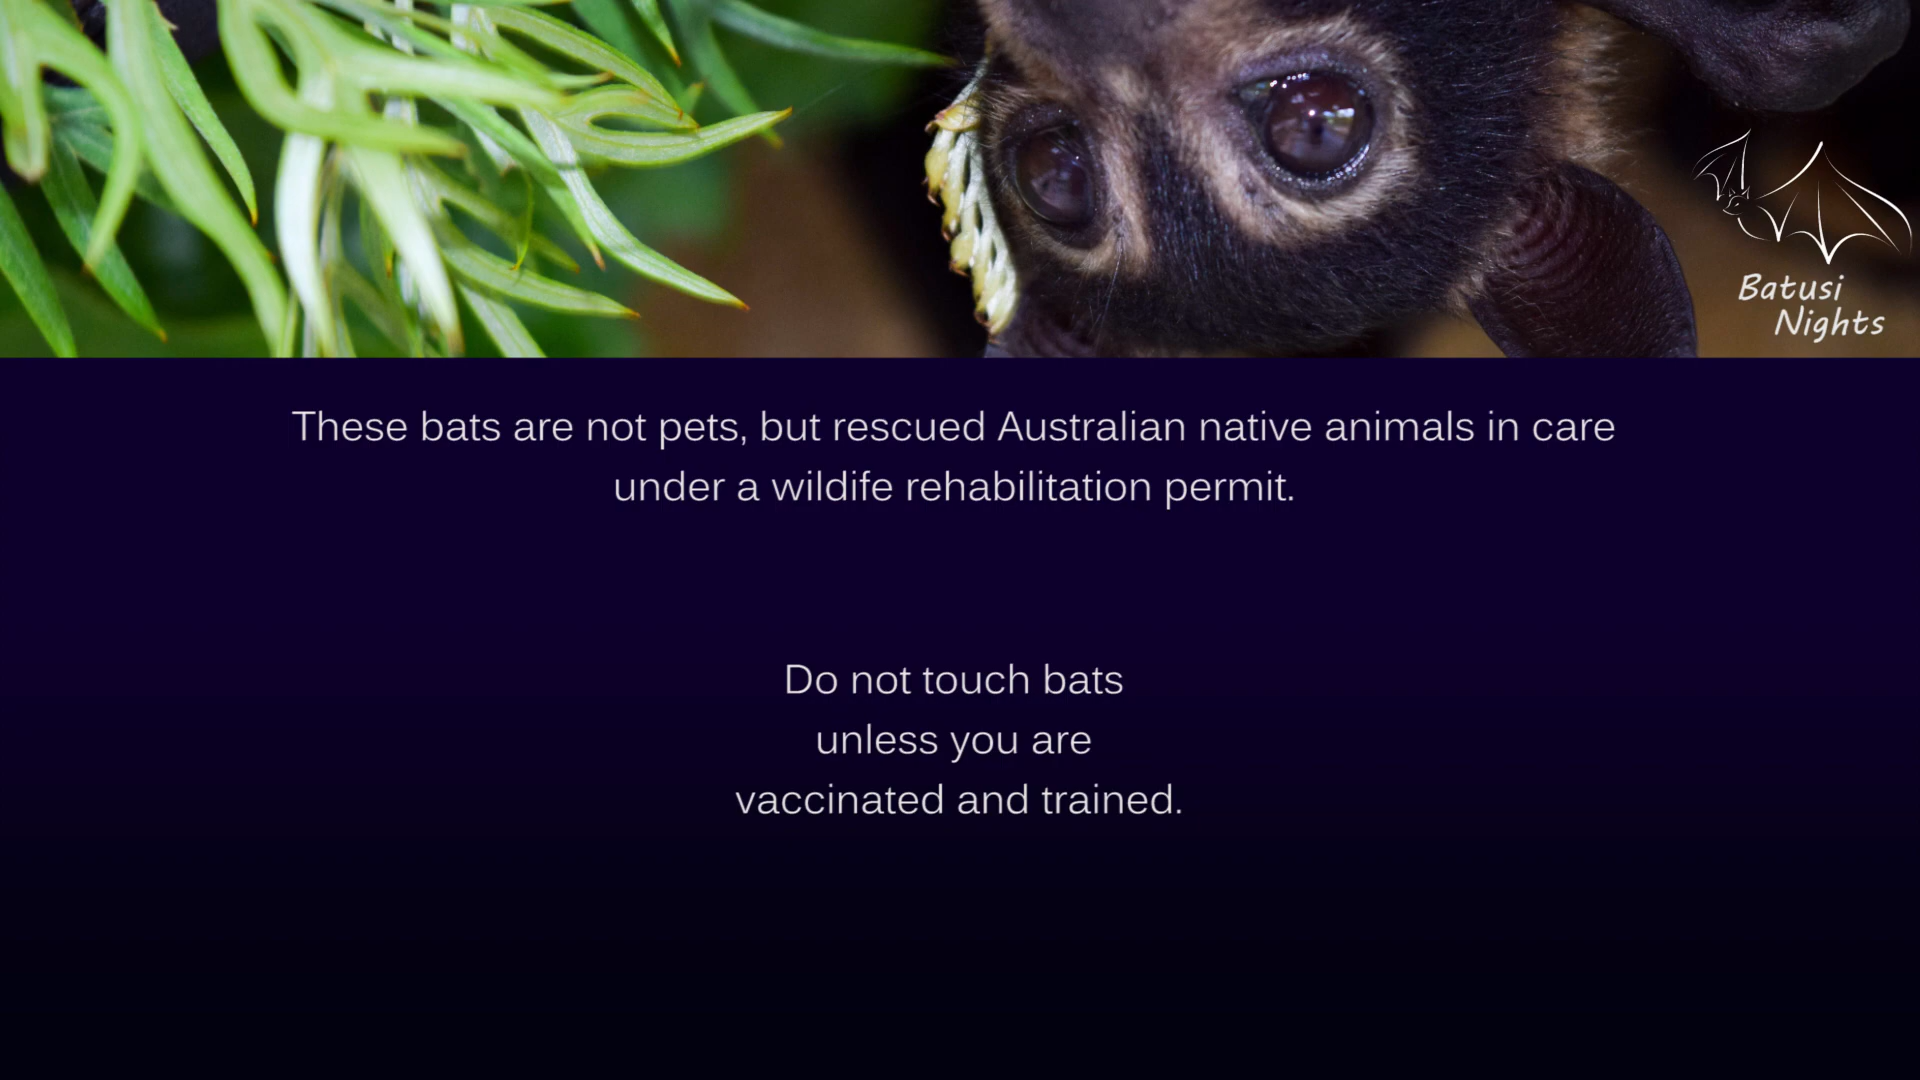 Batusi
Nights
These bats are not pets, but rescued Australian native animals in care
under a wildife rehabilitation permit.
Do not touch bats
unless you are
vaccinated and trained.